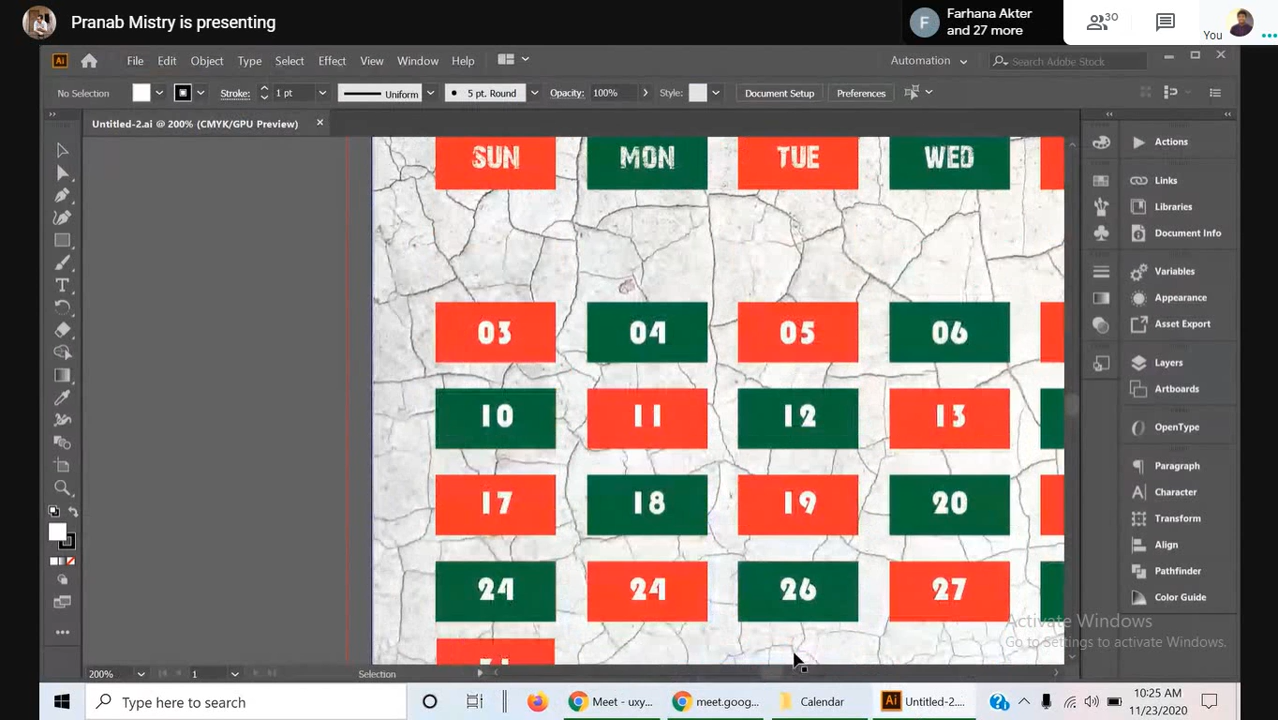 Pranab Mistry is presenting
F
Farhana Akter
and 27 more
30
You
Ai
File Edit Object Type Select Effect View Window Help
Automation
Search Adobe Stock
No Selection
Stroke:
1 pt
Uniform
5 pt. Round
Opacity: 100%
Style:
Document Setup
Preferences
Untitled-2.ai @ 200% (CMYK/GPU Preview)
SUN MON TUE WED
03 04 05 06
10 11 12 13
17 18 19 20
24 24 26 27
31
Actions
Links
Libraries
Document Info
Variables
Appearance
Asset Export
Layers
Artboards
OpenType
Paragraph
Character
Transform
Align
Pathfinder
Color Guide
Activate Windows
Go to Settings to activate Windows.
200%
1
Selection
Type here to search
Meet - uxy...
meet.goog...
Calendar
Ai
Untitled-2....
10:25 AM
11/23/2020